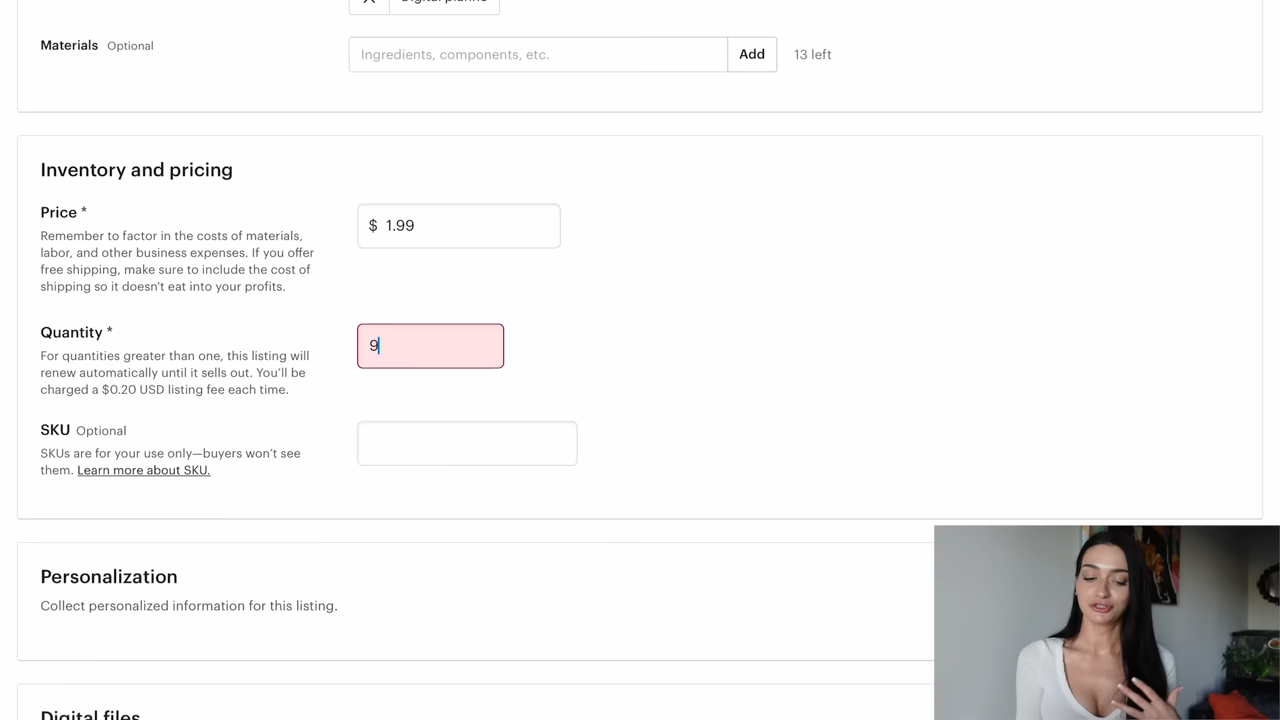 Digital planne
Materials Optional
Ingredients, components, etc.
Add
13 left
Inventory and pricing
Price *
Remember to factor in the costs of materials,
labor, and other business expenses. If you offer
free shipping, make sure to include the cost of
shipping so it doesn't eat into your profits.
$ 1.99
Quantity *
For quantities greater than one, this listing will
renew automatically until it sells out. You'll be
charged a $0.20 USD listing fee each time.
9
SKU Optional
SKUs are for your use only—buyers won't see
them. Learn more about SKU.
Personalization
Collect personalized information for this listing.
Digital files